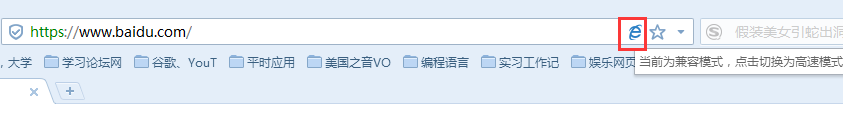 https://www.baidu.com/ 假装美女引蛇出洞
，大学 学习论坛网 谷歌、YouT 平时应用 美国之音VO 编程语言 实习工作记 娱乐网页
当前为兼容模式，点击切换为高速模式